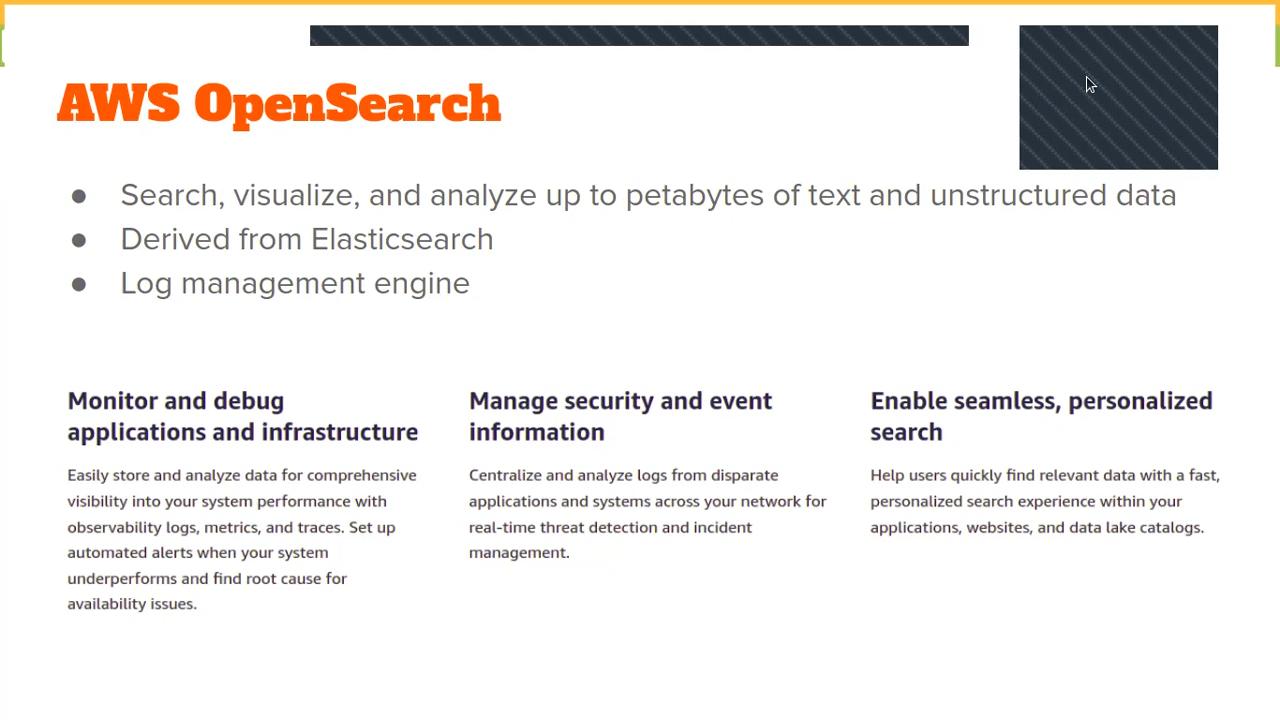 AWS OpenSearch
● Search, visualize, and analyze up to petabytes of text and unstructured data
● Derived from Elasticsearch
● Log management engine
Monitor and debug
applications and infrastructure
Easily store and analyze data for comprehensive
visibility into your system performance with
observability logs, metrics, and traces. Set up
automated alerts when your system
underperforms and find root cause for
availability issues.
Manage security and event
information
Centralize and analyze logs from disparate
applications and systems across your network for
real-time threat detection and incident
management.
Enable seamless, personalized
search
Help users quickly find relevant data with a fast,
personalized search experience within your
applications, websites, and data lake catalogs.